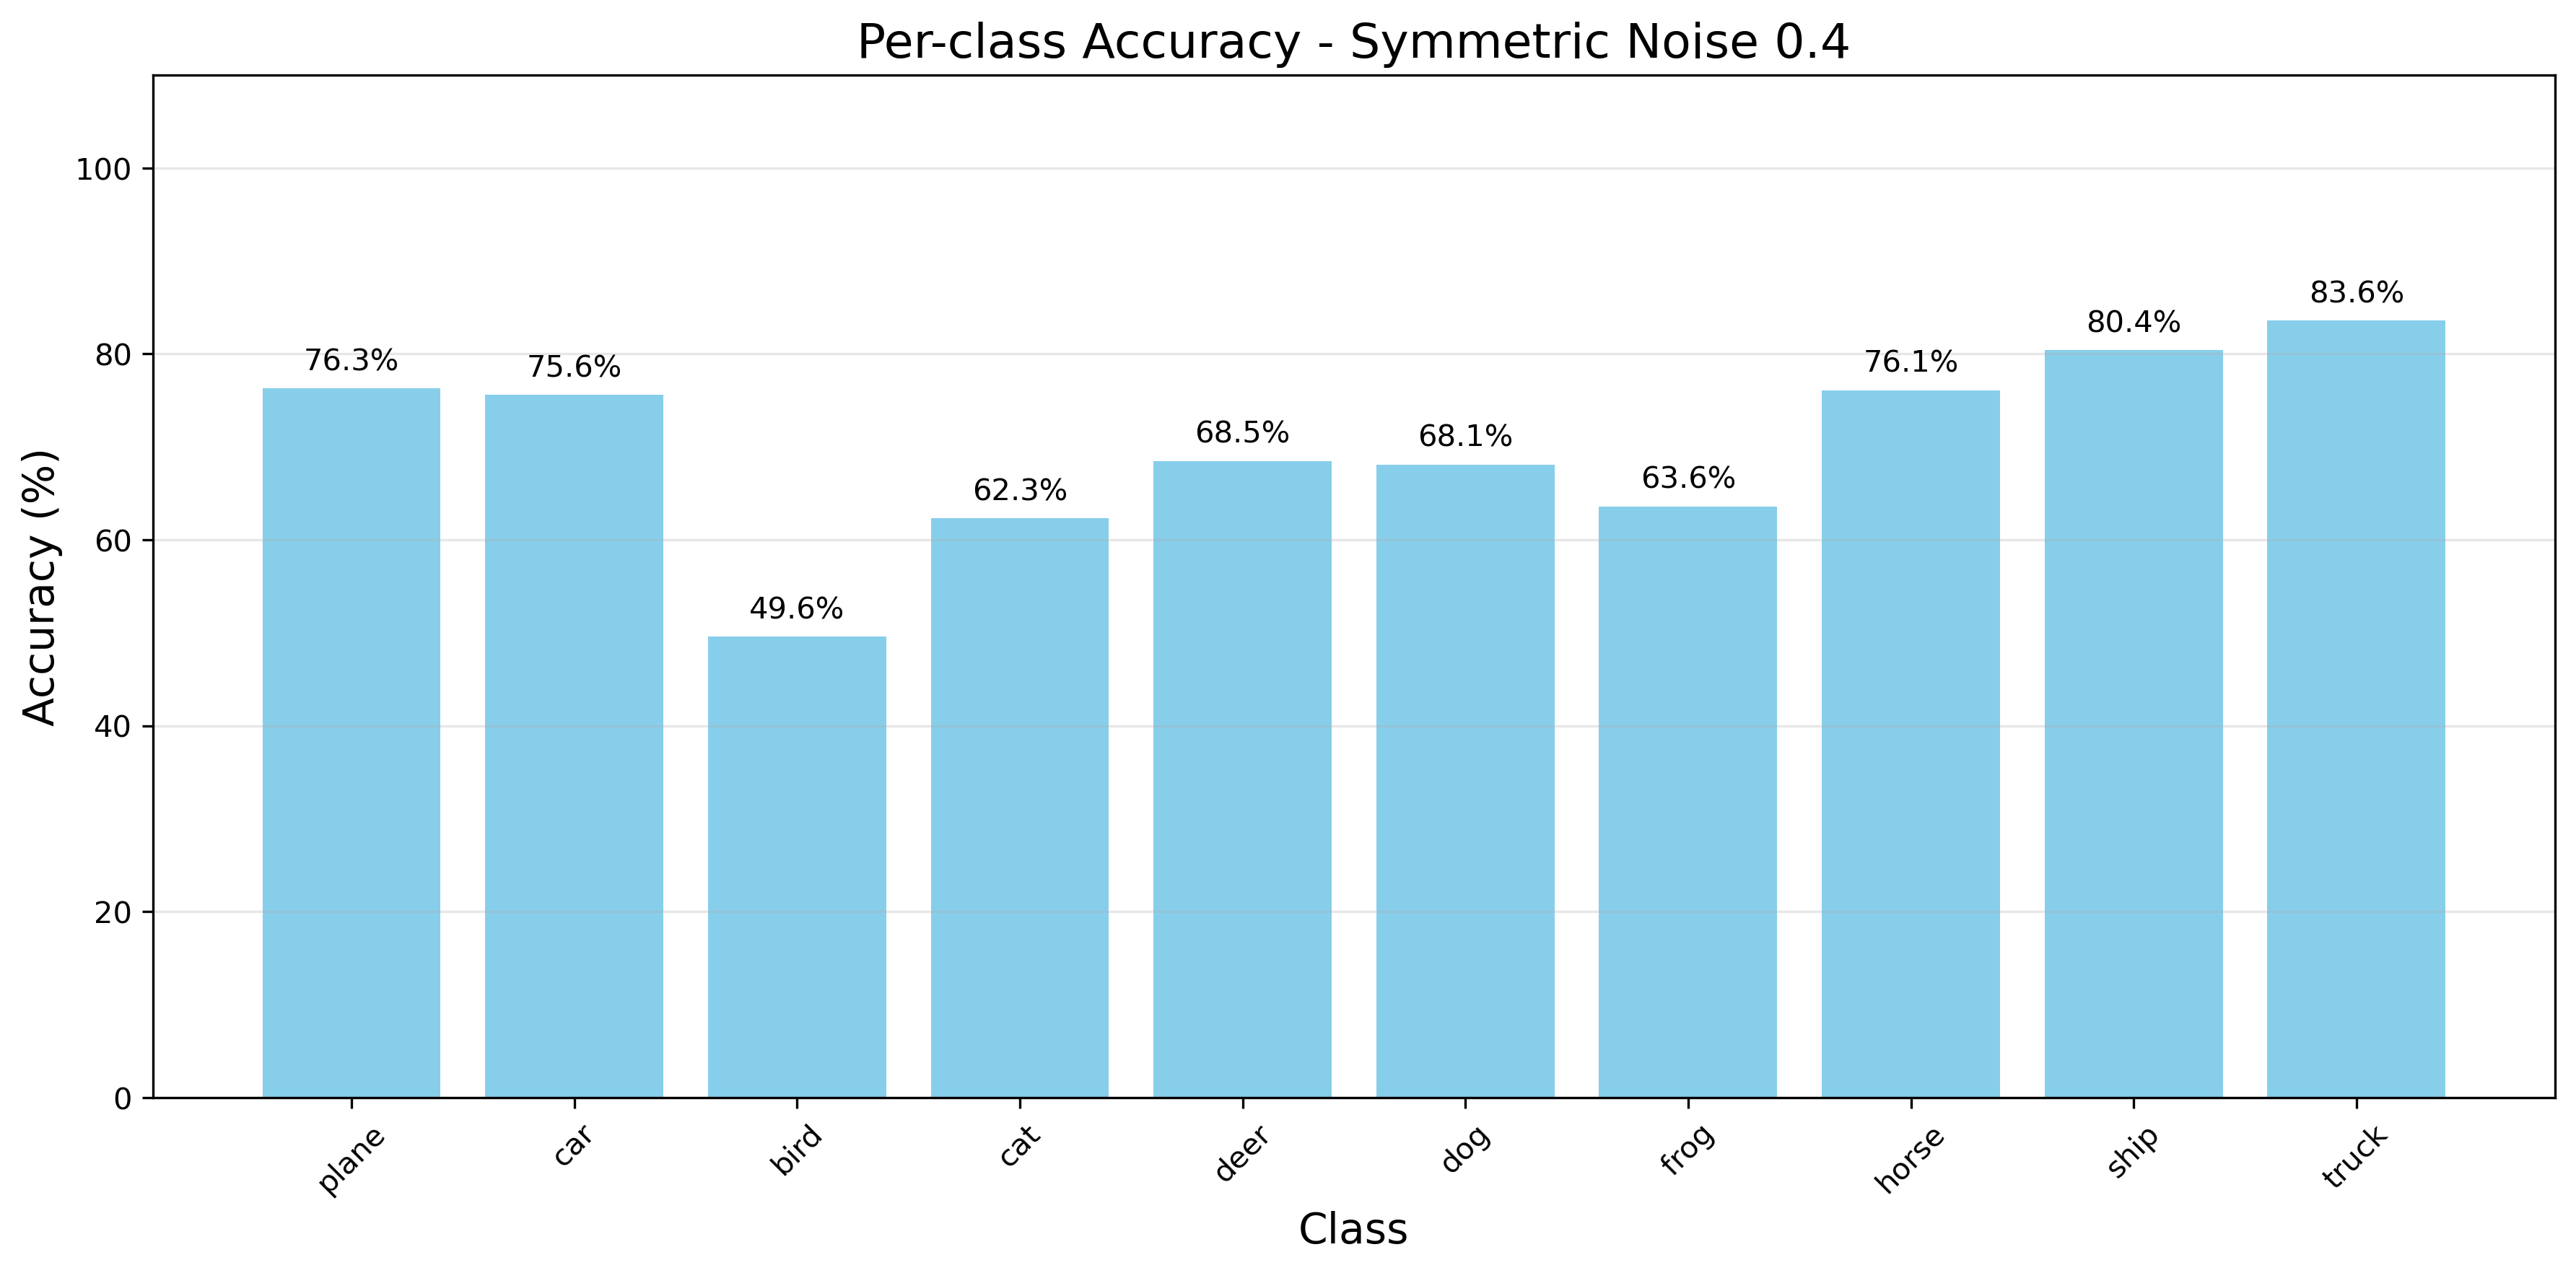 Per-class Accuracy - Symmetric Noise 0.4
Accuracy (%)
100
80
60
40
20
0
76.3%
75.6%
49.6%
62.3%
68.5%
68.1%
63.6%
76.1%
80.4%
83.6%
plane
car
bird
cat
deer
dog
frog
horse
ship
truck
Class